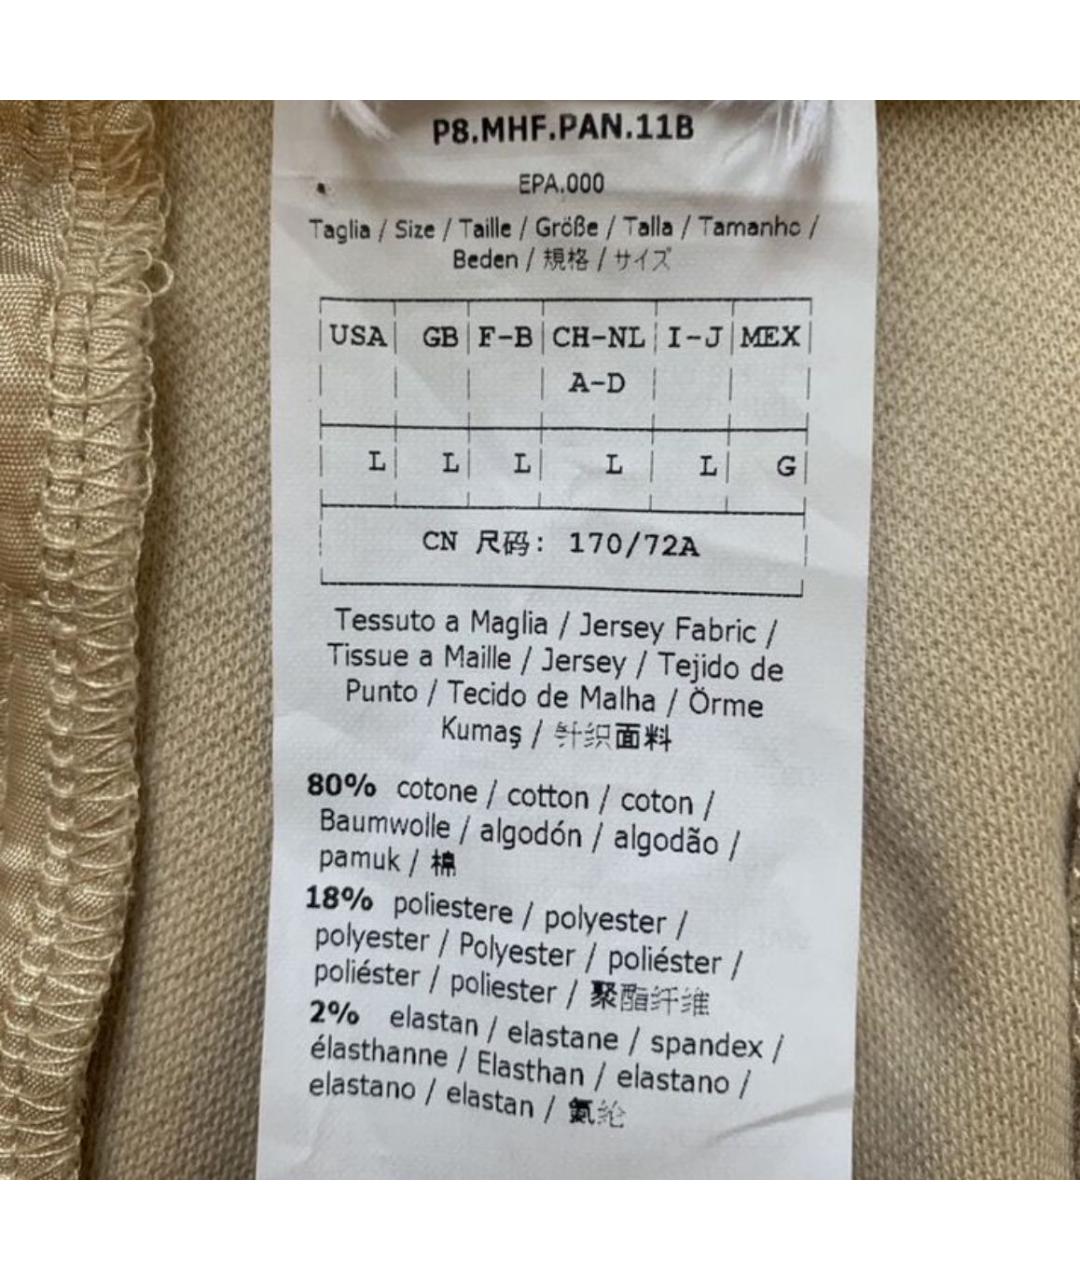 P8.MHF.PAN.11B
EPA.000
Taglia / Size / Taille / Größe / Talla / Tamanho /
Beden / 規格 / サイズ
USA GB F-B CH-NL I-J MEX
A-D
L L L L L G
CN 尺码: 170/72A
Tessuto a Maglia / Jersey Fabric /
Tissue a Maille / Jersey / Tejido de
Punto / Tecido de Malha / Örme
Kumaş / 针织面料
80% cotone / cotton / coton /
Baumwolle / algodón / algodão /
pamuk / 棉
18% poliestere / polyester /
polyester / Polyester / poliéster /
poliéster / poliester / 聚酯纤维
2% elastan / elastane / spandex /
élasthanne / Elasthan / elastano /
elastano / elastan / 氨纶